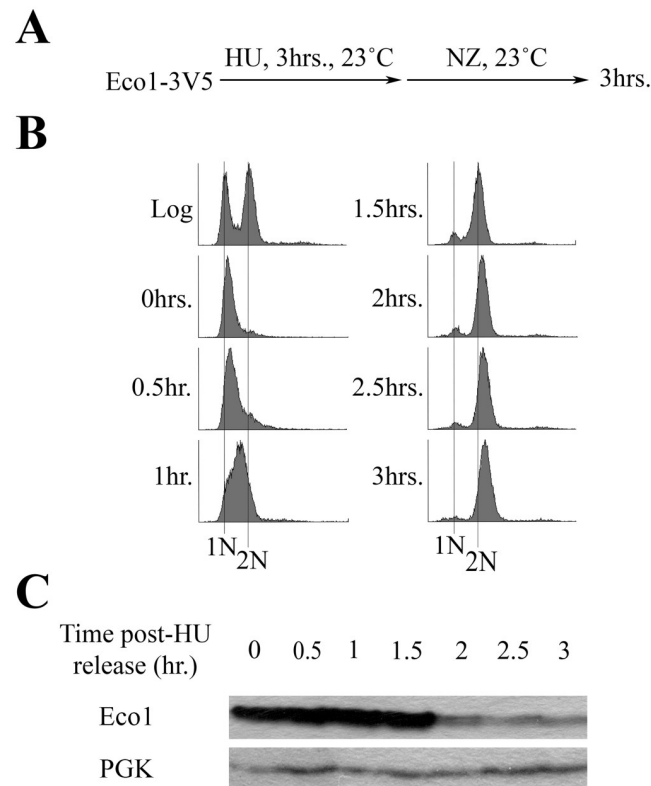 A
Eco1-3V5
HU, 3hrs., 23˚C
NZ, 23˚C
3hrs.
B
Log
0hrs.
0.5hr.
1hr.
1N
2N
1.5hrs.
2hrs.
2.5hrs.
3hrs.
1N
2N
C
Time post-HU
release (hr.)
0 0.5 1 1.5 2 2.5 3
Eco1
PGK